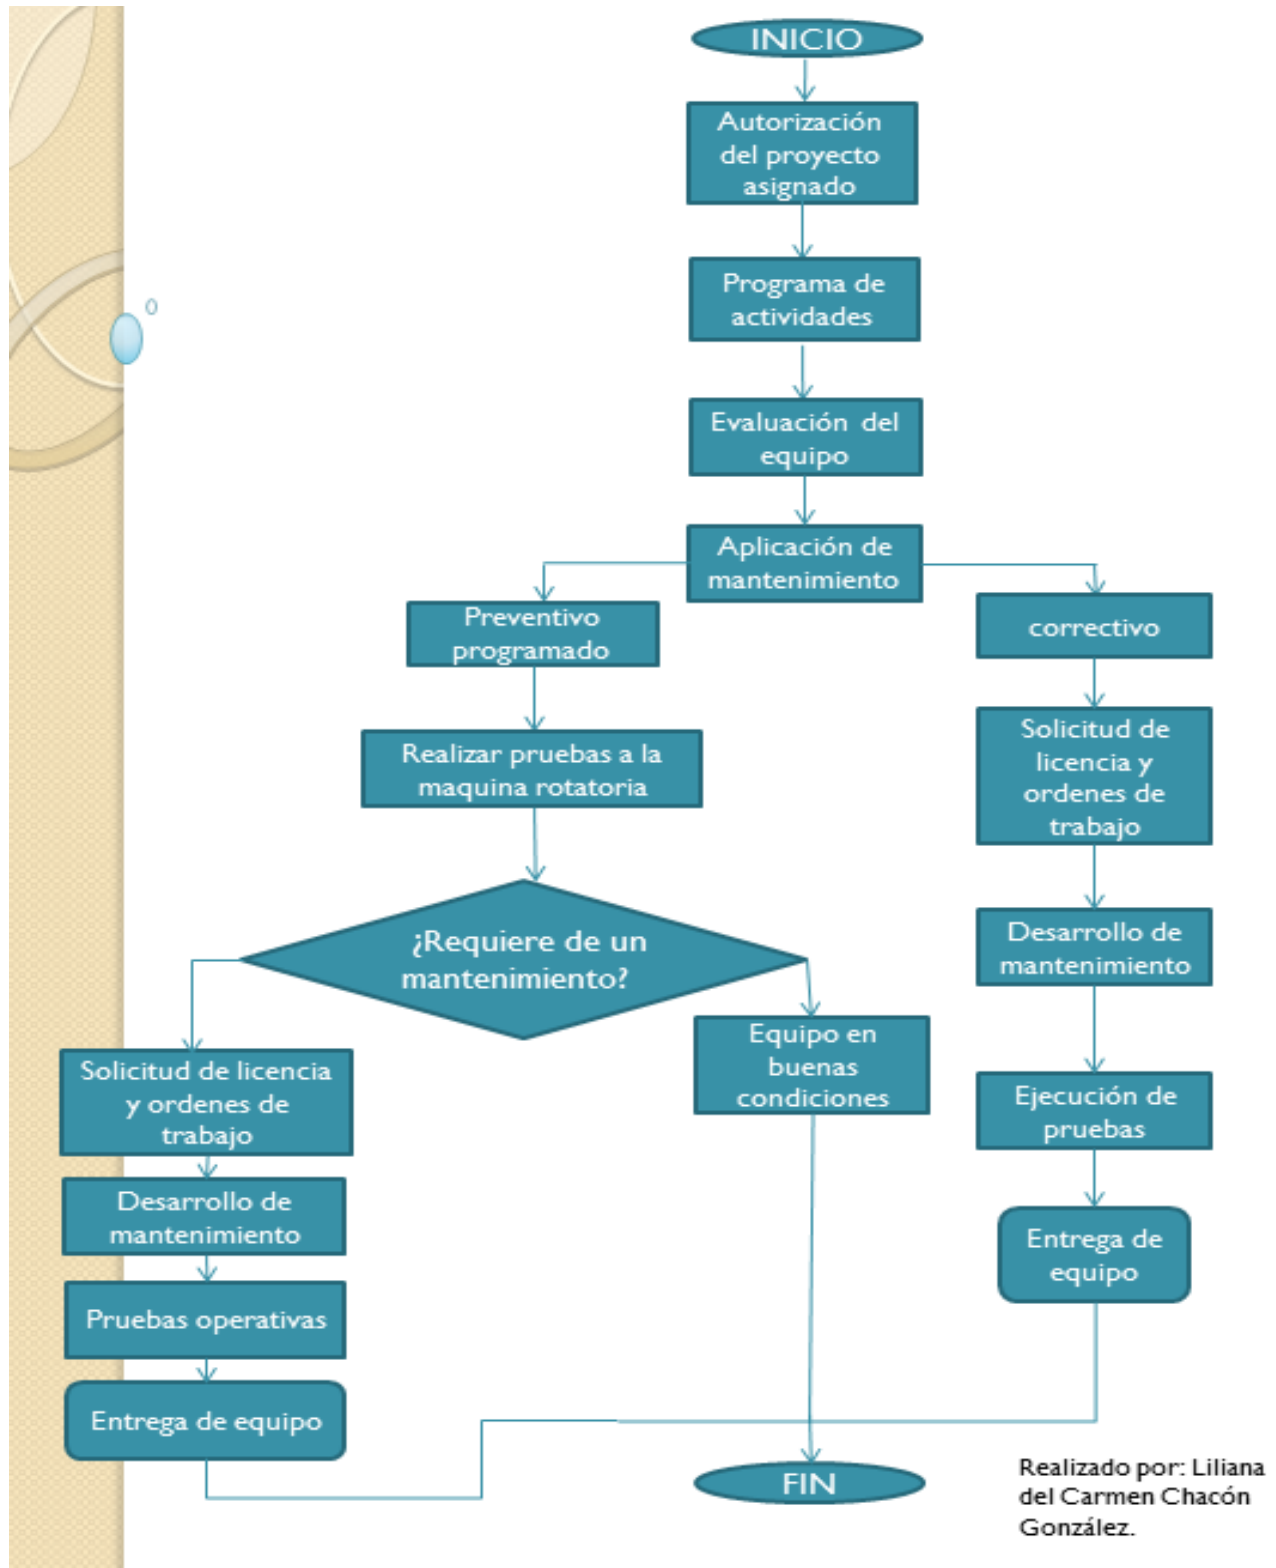 INICIO
Autorización
del proyecto
asignado
Programa de
actividades
Evaluación del
equipo
Aplicación de
mantenimiento
Preventivo
programado
correctivo
Realizar pruebas a la
maquina rotatoria
Solicitud de
licencia y
ordenes de
trabajo
¿Requiere de un
mantenimiento?
Desarrollo de
mantenimiento
Equipo en
buenas
condiciones
Solicitud de licencia
y ordenes de
trabajo
Ejecución de
pruebas
Desarrollo de
mantenimiento
Entrega de
equipo
Pruebas operativas
Entrega de equipo
FIN
Realizado por: Liliana
del Carmen Chacón
González.